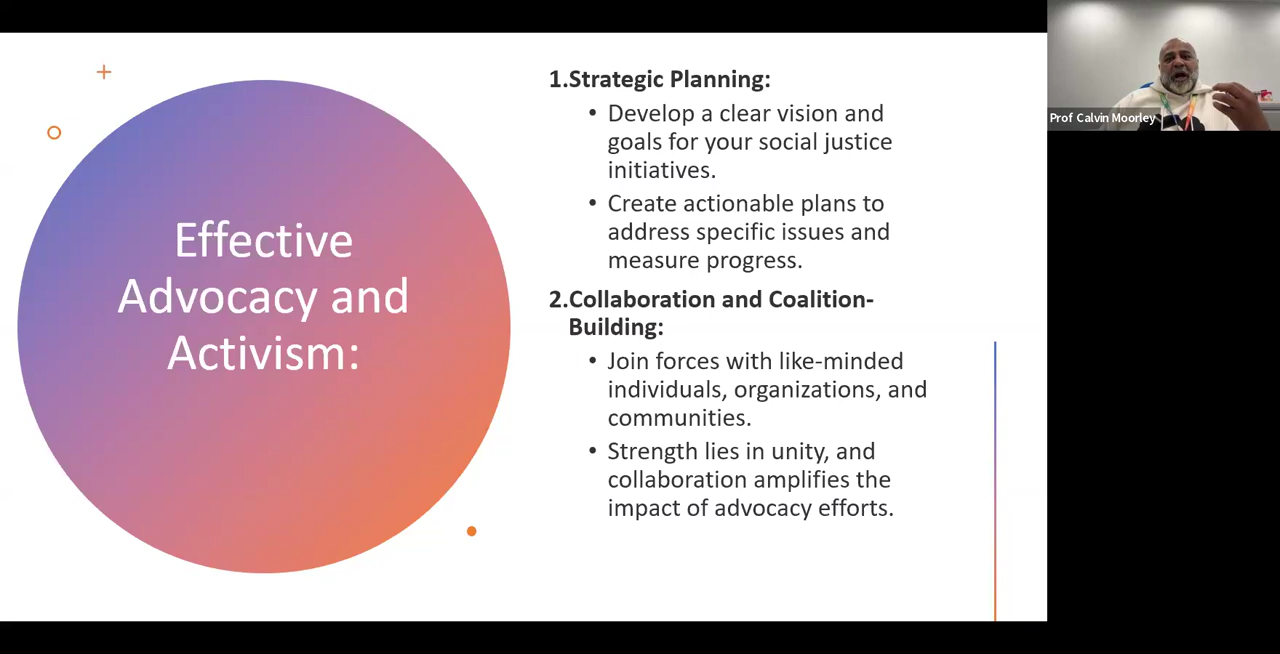 Effective
Advocacy and
Activism:
1.Strategic Planning:
• Develop a clear vision and
goals for your social justice
initiatives.
• Create actionable plans to
address specific issues and
measure progress.
2.Collaboration and Coalition-
Building:
• Join forces with like-minded
individuals, organizations, and
communities.
• Strength lies in unity, and
collaboration amplifies the
impact of advocacy efforts.
Prof Calvin Moorley